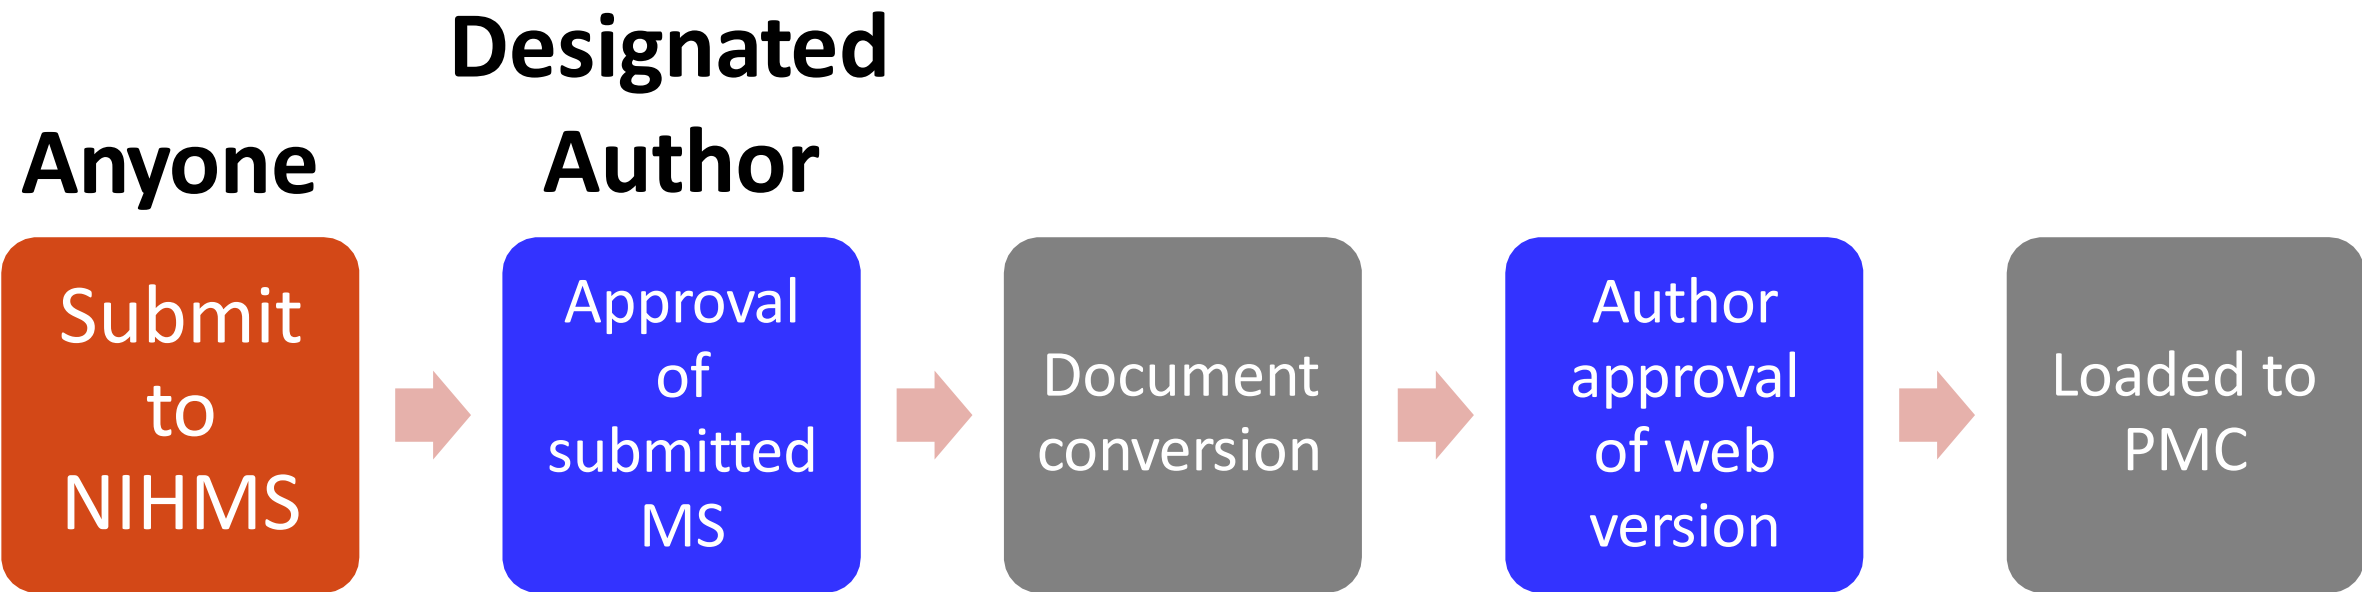 Anyone
Designated
Author
Submit
to
NIHMS
Approval
of
submitted
MS
Document
conversion
Author
approval
of web
version
Loaded to
PMC